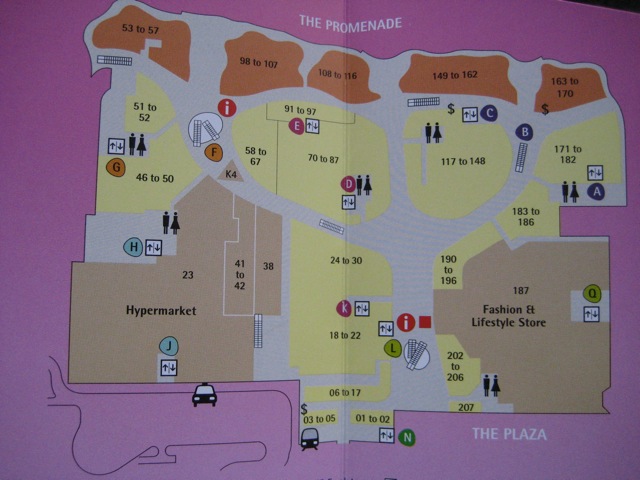 THE PROMENADE
53 to 57
98 to 107
108 to 116
149 to 162
163 to
170
51 to
52
i
91 to 97
E
$
C
$
B
G
F
58 to
67
70 to 87
117 to 148
171 to
182
46 to 50
K4
D
A
183 to
186
H
23
41
to
42
38
24 to 30
190
to
196
187
Q
Hypermarket
K
i
Fashion &
Lifestyle Store
18 to 22
J
L
202
to
206
06 to 17
207
$
03 to 05
01 to 02
N
THE PLAZA